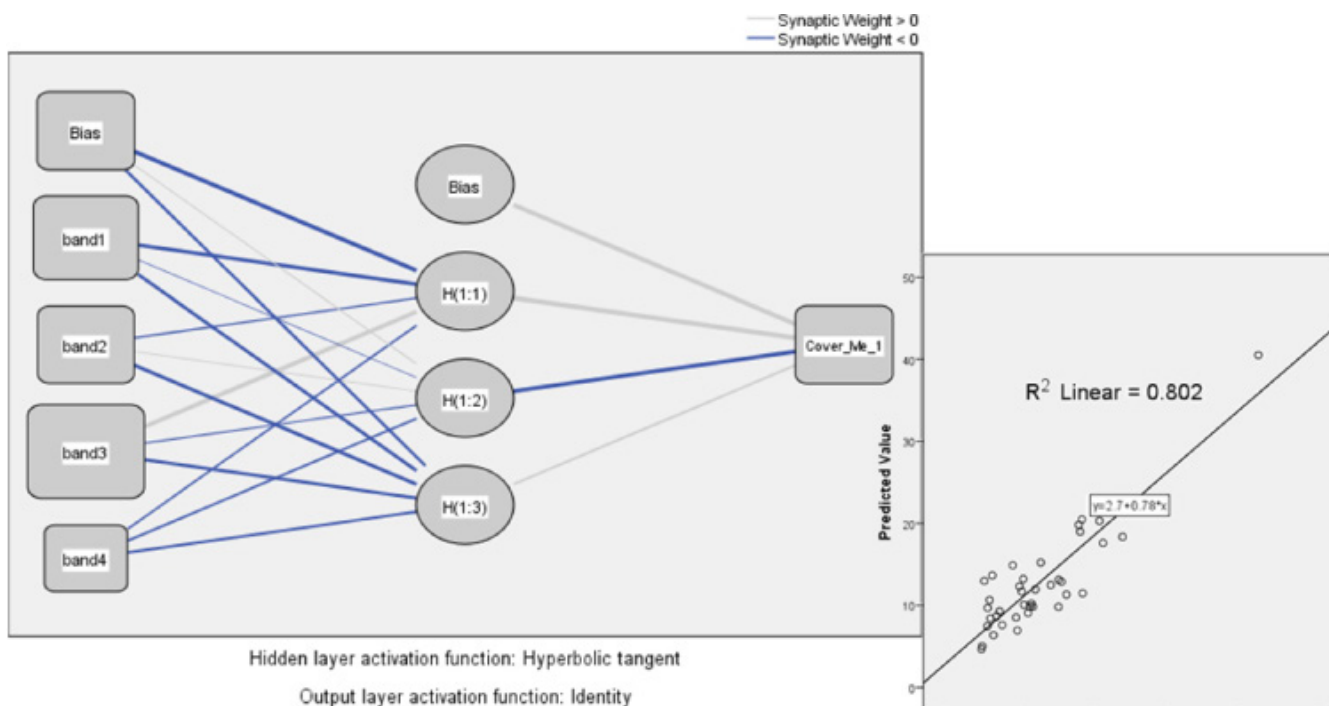 Synaptic Weight > 0
Synaptic Weight < 0
Bias
band1
band2
band3
band4
Bias
H(1:1)
H(1:2)
H(1:3)
Cover_Me_1
Hidden layer activation function: Hyperbolic tangent
Output layer activation function: Identity
Predicted Value
50
40
30
20
10
0
R² Linear = 0.802
y=2.7+0.78*x